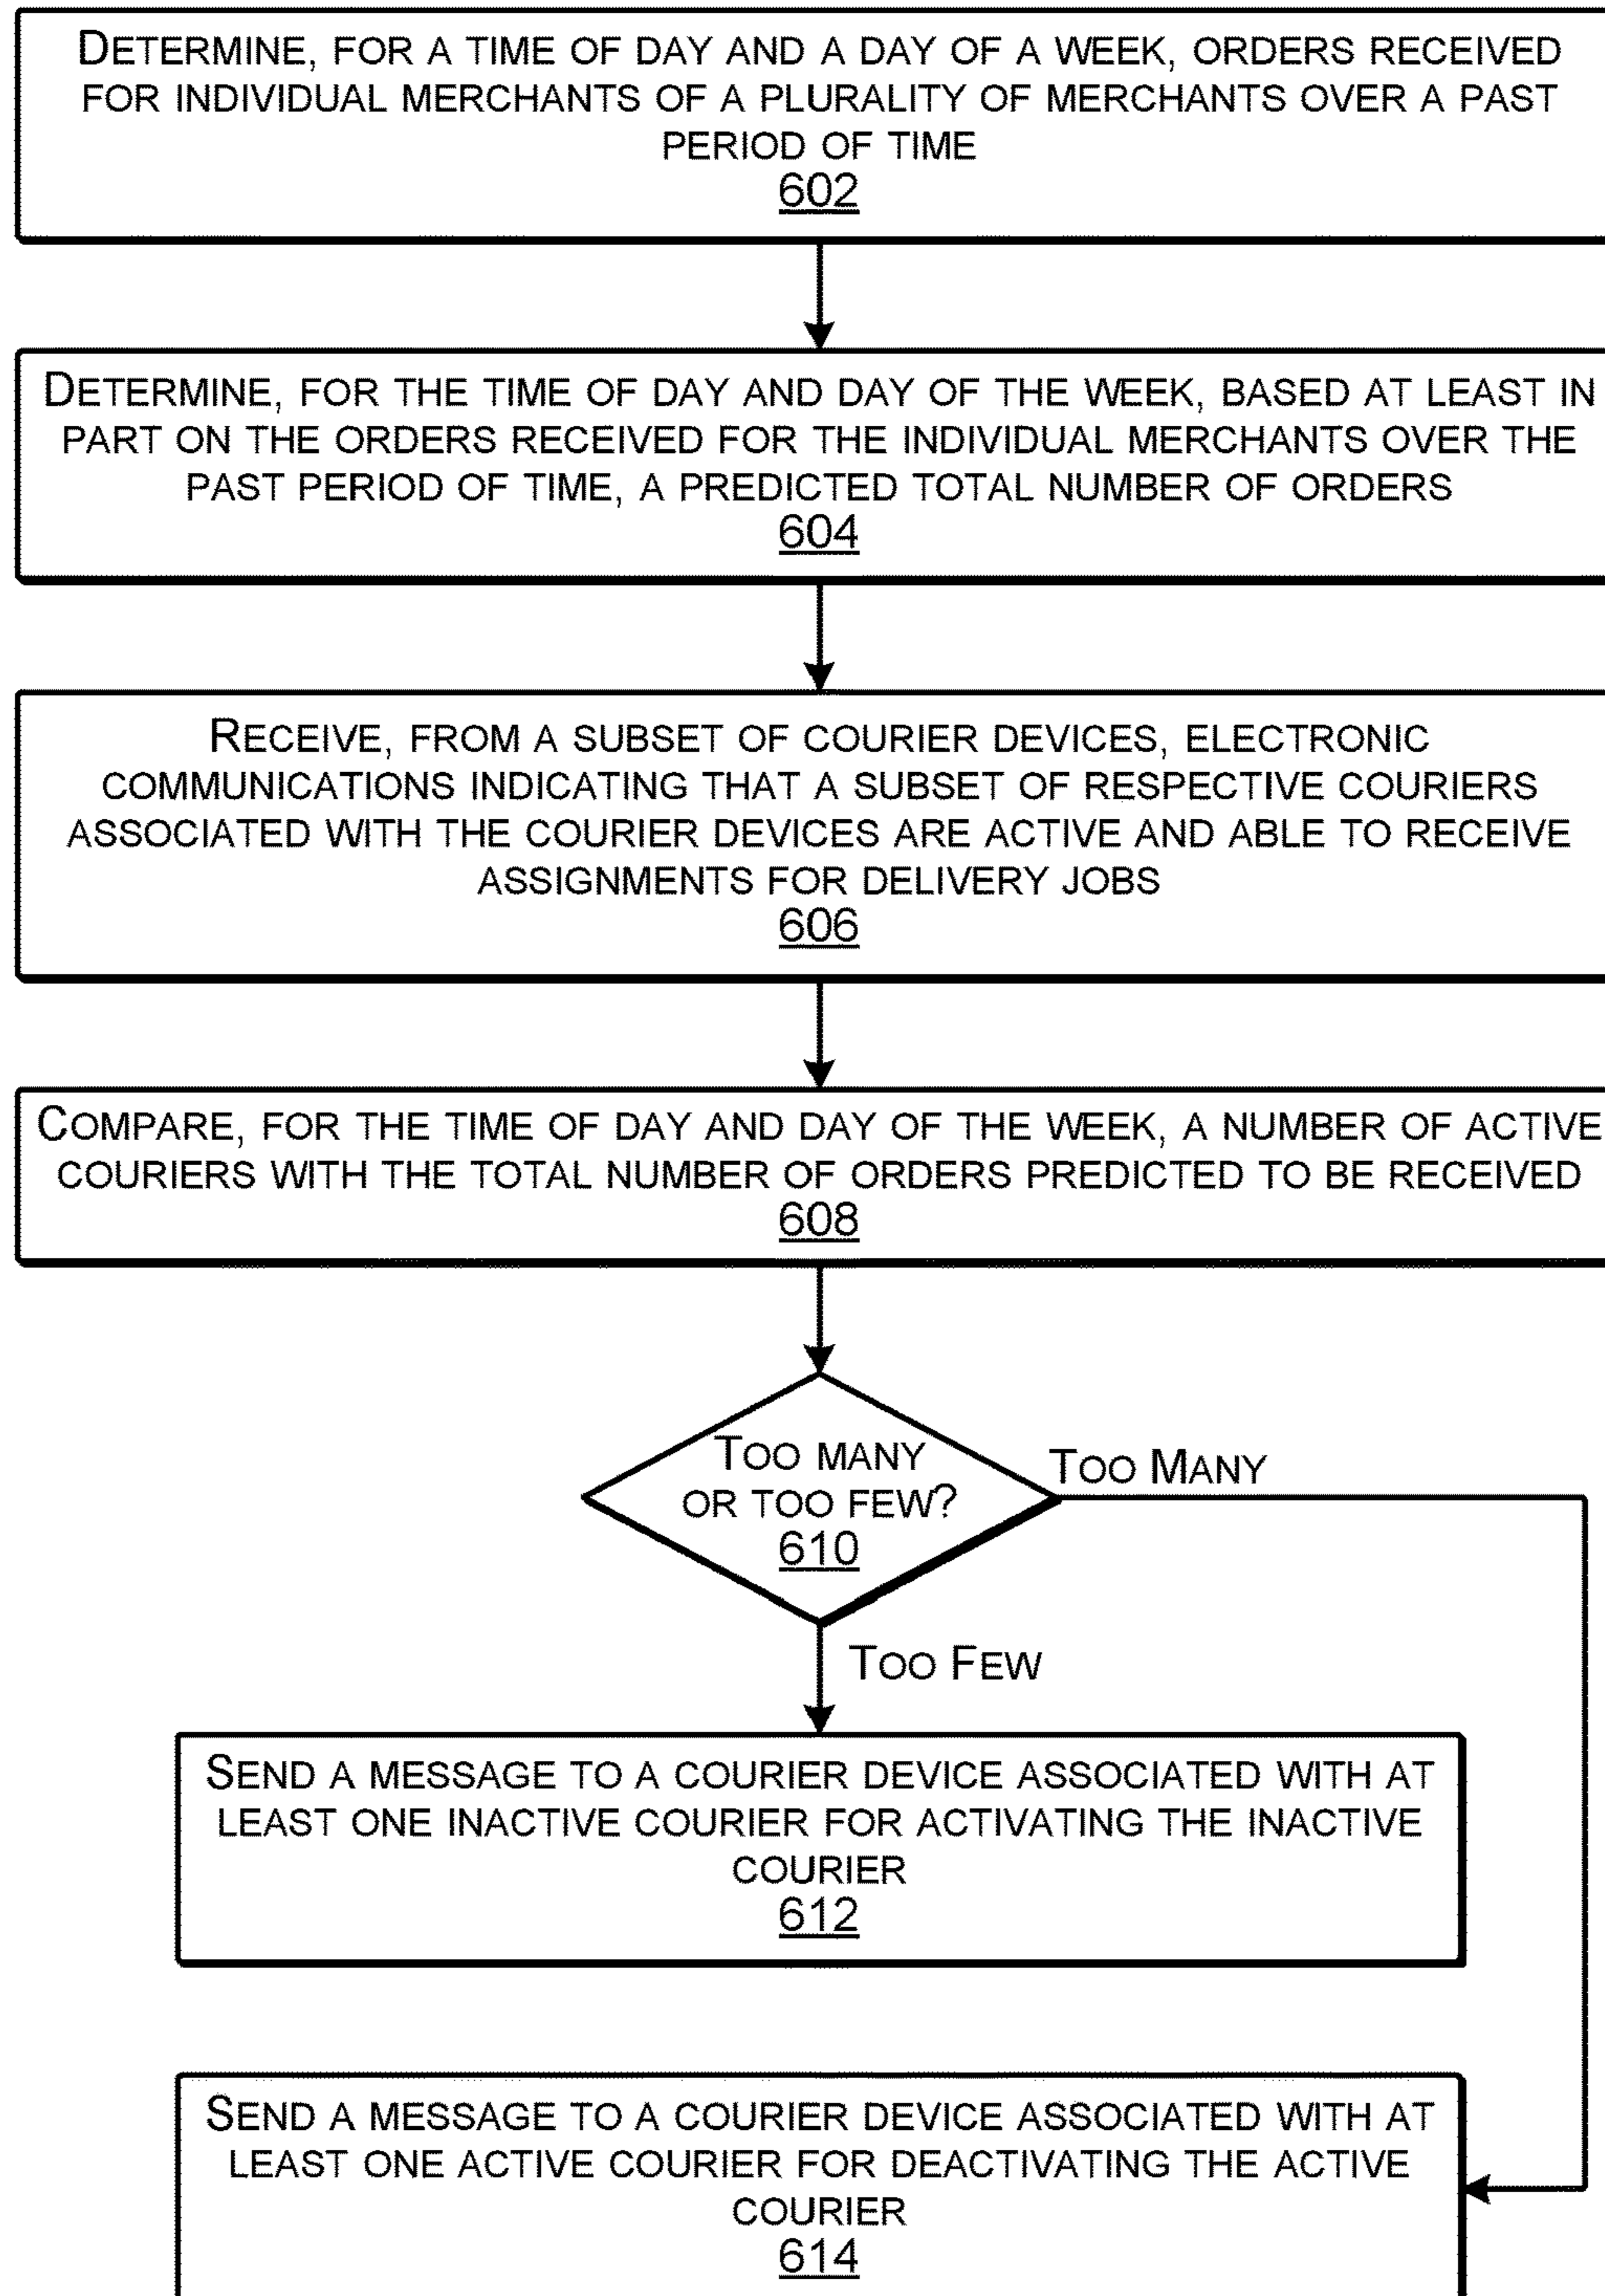 DETERMINE, FOR A TIME OF DAY AND A DAY OF A WEEK, ORDERS RECEIVED
FOR INDIVIDUAL MERCHANTS OF A PLURALITY OF MERCHANTS OVER A PAST
PERIOD OF TIME
602
DETERMINE, FOR THE TIME OF DAY AND DAY OF THE WEEK, BASED AT LEAST IN
PART ON THE ORDERS RECEIVED FOR THE INDIVIDUAL MERCHANTS OVER THE
PAST PERIOD OF TIME, A PREDICTED TOTAL NUMBER OF ORDERS
604
RECEIVE, FROM A SUBSET OF COURIER DEVICES, ELECTRONIC
COMMUNICATIONS INDICATING THAT A SUBSET OF RESPECTIVE COURIERS
ASSOCIATED WITH THE COURIER DEVICES ARE ACTIVE AND ABLE TO RECEIVE
ASSIGNMENTS FOR DELIVERY JOBS
606
COMPARE, FOR THE TIME OF DAY AND DAY OF THE WEEK, A NUMBER OF ACTIVE
COURIERS WITH THE TOTAL NUMBER OF ORDERS PREDICTED TO BE RECEIVED
608
TOO MANY
OR TOO FEW?
610
TOO MANY
TOO FEW
SEND A MESSAGE TO A COURIER DEVICE ASSOCIATED WITH AT
LEAST ONE INACTIVE COURIER FOR ACTIVATING THE INACTIVE
COURIER
612
SEND A MESSAGE TO A COURIER DEVICE ASSOCIATED WITH AT
LEAST ONE ACTIVE COURIER FOR DEACTIVATING THE ACTIVE
COURIER
614